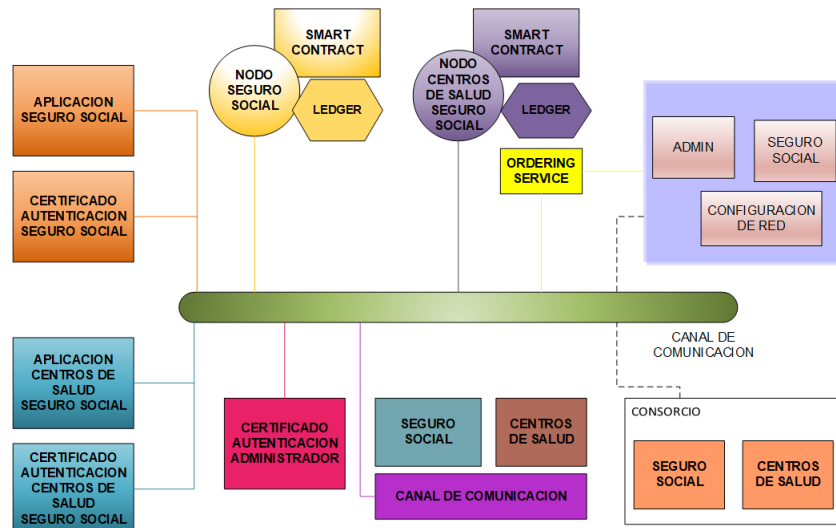 SMART
CONTRACT
NODO
SEGURO
SOCIAL
LEDGER
SMART
CONTRACT
NODO
CENTROS
DE SALUD
SEGURO
SOCIAL
LEDGER
APLICACION
SEGURO SOCIAL
CERTIFICADO
AUTENTICACION
SEGURO SOCIAL
ORDERING
SERVICE
ADMIN
SEGURO
SOCIAL
CONFIGURACION
DE RED
CANAL DE
COMUNICACION
APLICACION
CENTROS DE
SALUD
SEGURO SOCIAL
CERTIFICADO
AUTENTICACION
CENTROS DE
SALUD
SEGURO SOCIAL
CERTIFICADO
AUTENTICACION
ADMINISTRADOR
SEGURO
SOCIAL
CENTROS
DE SALUD
CANAL DE COMUNICACION
CONSORCIO
SEGURO
SOCIAL
CENTROS
DE SALUD